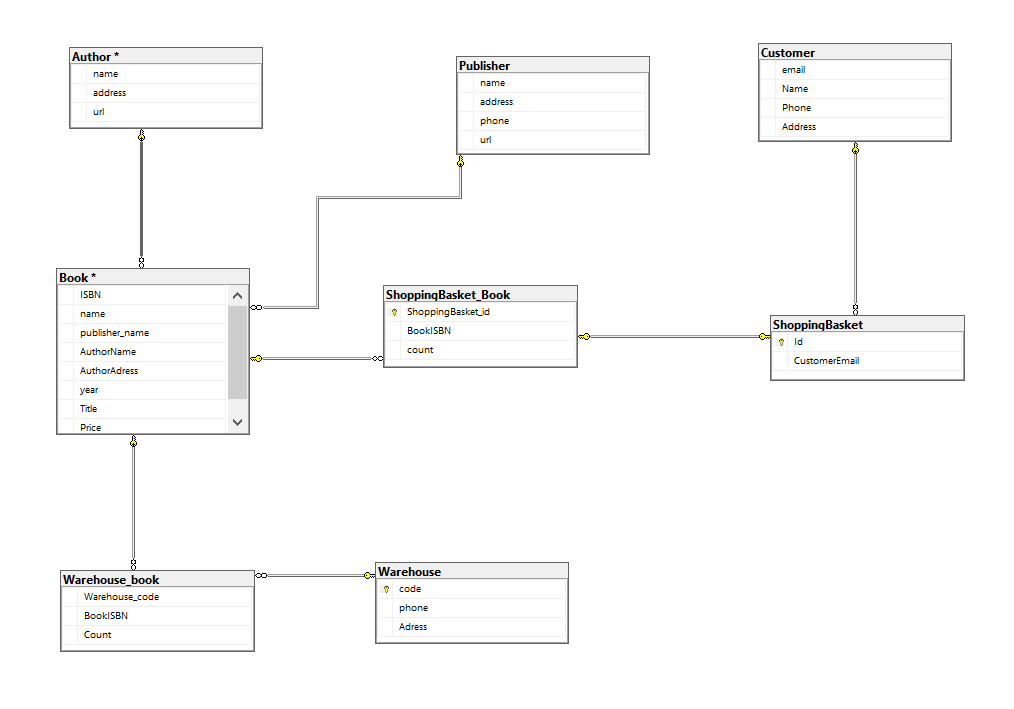 Author *
name
address
url
Publisher
name
address
phone
url
Customer
email
Name
Phone
Address
Book *
ISBN
name
publisher_name
AuthorName
AuthorAdress
year
Title
Price
ShoppingBasket_Book
ShoppingBasket_id
BookISBN
count
ShoppingBasket
Id
CustomerEmail
Warehouse_book
Warehouse_code
BookISBN
Count
Warehouse
code
phone
Adress